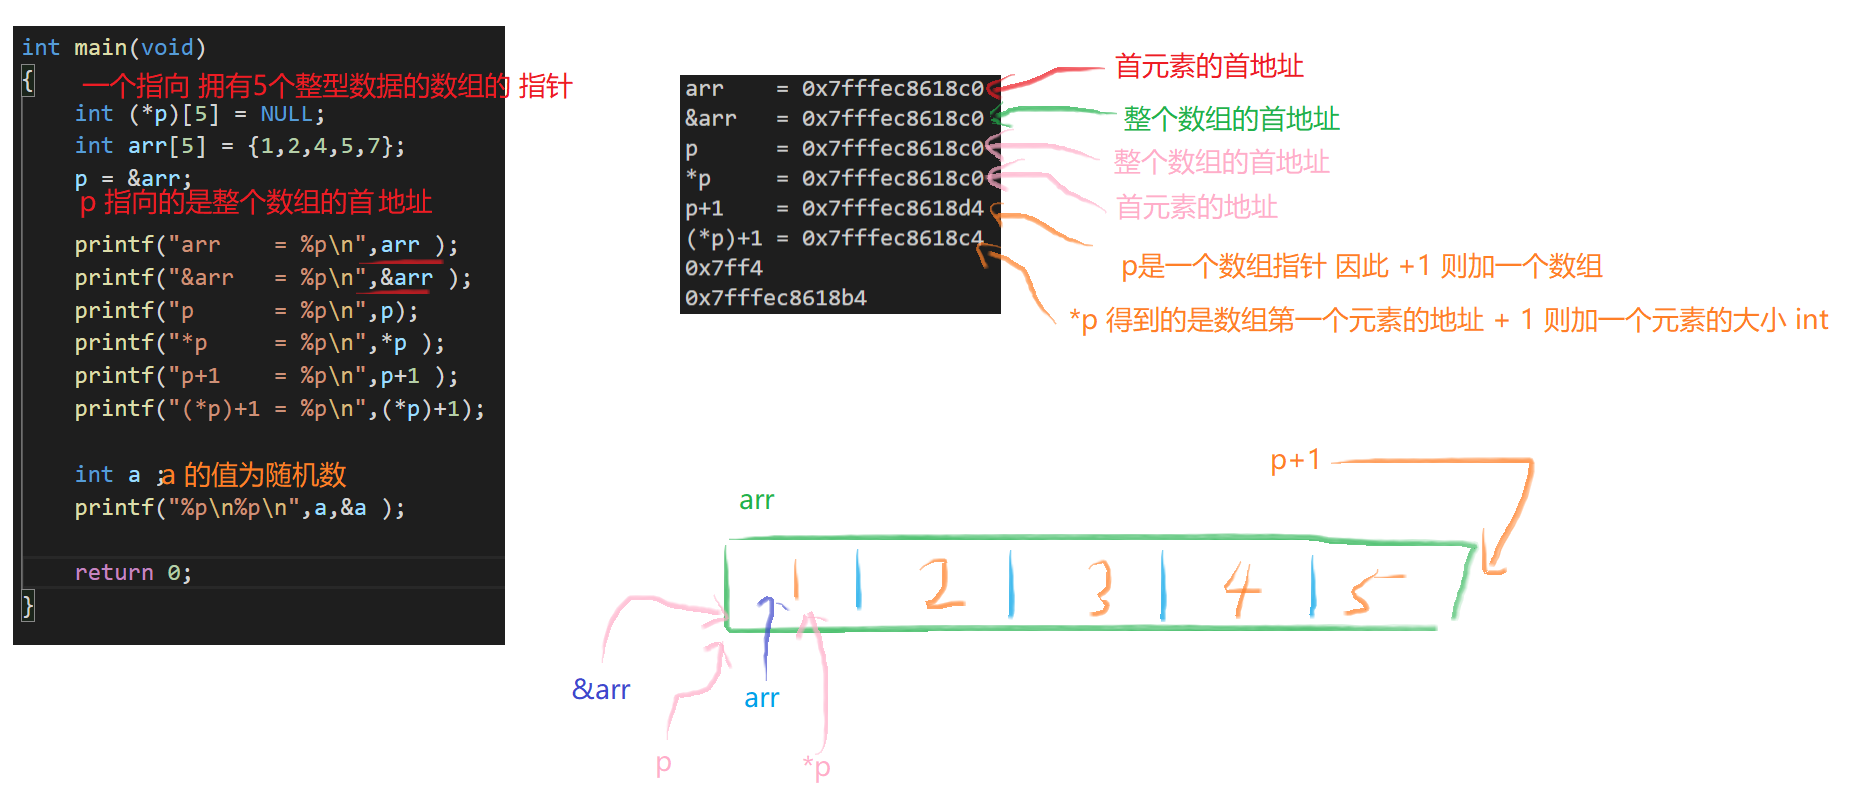 int main(void)
{
一个指向 拥有5个整型数据的数组的 指针
int (*p)[5] = NULL;
int arr[5] = {1,2,4,5,7};
p = &arr;
p 指向的是整个数组的首地址
printf("arr    = %p\n",arr );
printf("&arr   = %p\n",&arr );
printf("p      = %p\n",p);
printf("*p     = %p\n",*p );
printf("p+1    = %p\n",p+1 );
printf("(*p)+1 = %p\n",(*p)+1);
int a ;a 的值为随机数
printf("%p\n%p\n",a,&a );
return 0;
}
arr    = 0x7fffec8618c0
&arr   = 0x7fffec8618c0
p      = 0x7fffec8618c0
*p     = 0x7fffec8618c0
p+1    = 0x7fffec8618d4
(*p)+1 = 0x7fffec8618c4
0x7ff4
0x7fffec8618b4
首元素的首地址
整个数组的首地址
整个数组的首地址
首元素的地址
p是一个数组指针 因此 +1 则加一个数组
*p 得到的是数组第一个元素的地址 + 1 则加一个元素的大小 int
p+1
arr
1 2 3 4 5
&arr
arr
p
*p